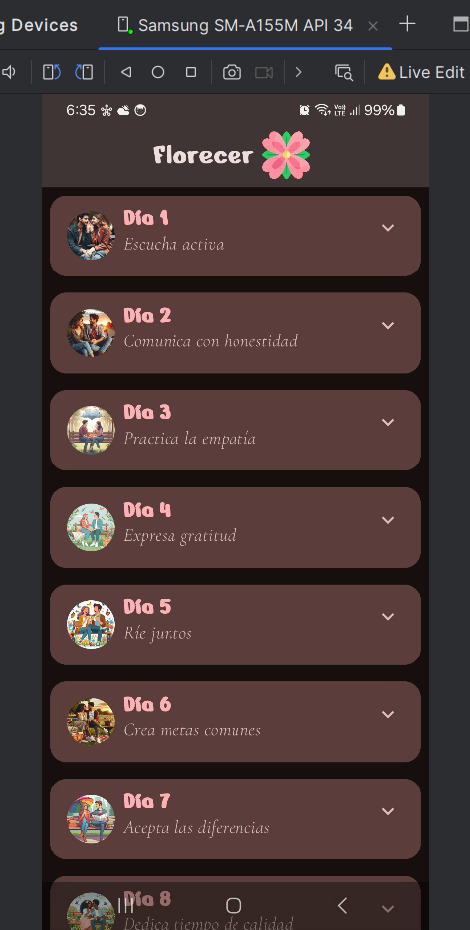 g Devices
Samsung SM-A155M API 34
Live Edit
6:35
Vo))
LTE
99%
Florecer
Día 1
Escucha activa
Día 2
Comunica con honestidad
Día 3
Practica la empatía
Día 4
Expresa gratitud
Día 5
Ríe juntos
Día 6
Crea metas comunes
Día 7
Acepta las diferencias
Día 8
Dedica tiempo de calidad